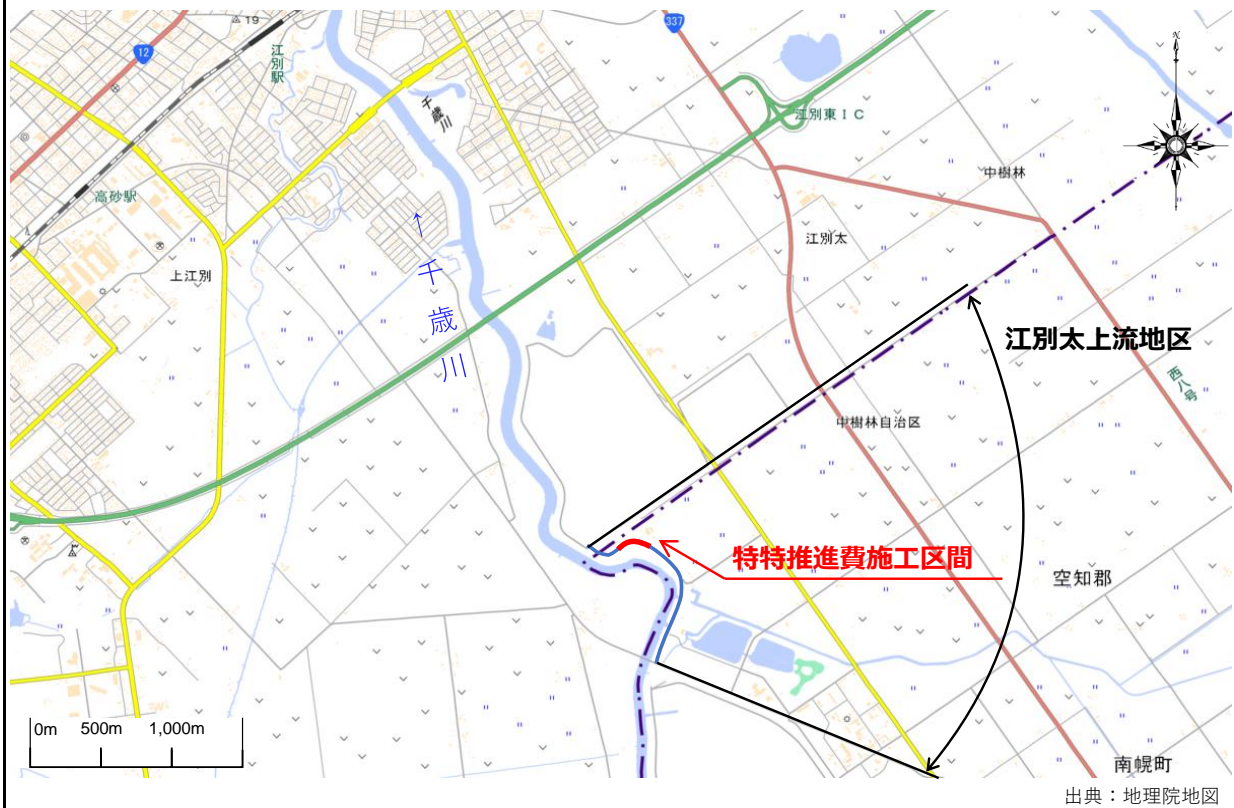 19
12
江別駅
千歳川
337
江別東IC
N
中樹林
高砂駅
江別太
上江別
↑千歳川
江別太上流地区
西八号
中樹林自治区
特特推進費施工区間
空知郡
0m 500m 1,000m
南幌町
出典：地理院地図